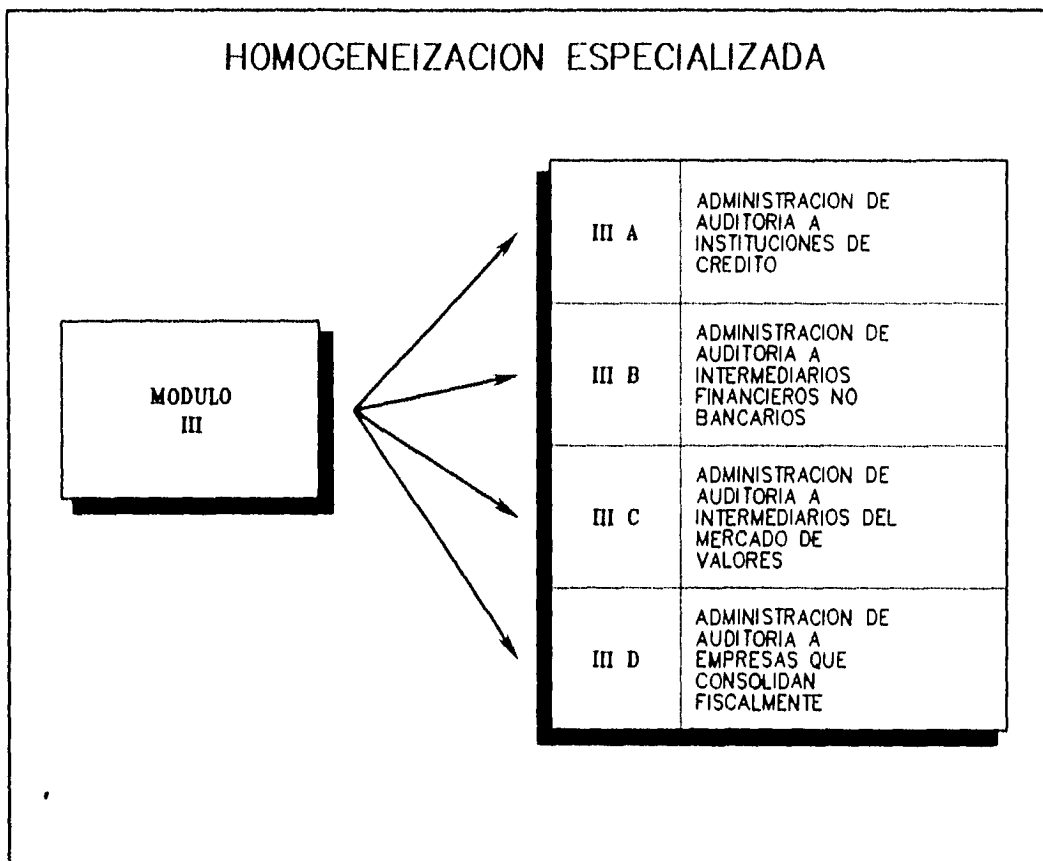 HOMOGENEIZACION ESPECIALIZADA
MODULO
III
III A
ADMINISTRACION DE
AUDITORIA A
INSTITUCIONES DE
CREDITO
III B
ADMINISTRACION DE
AUDITORIA A
INTERMEDIARIOS
FINANCIEROS NO
BANCARIOS
III C
ADMINISTRACION DE
AUDITORIA A
INTERMEDIARIOS DEL
MERCADO DE
VALORES
III D
ADMINISTRACION DE
AUDITORIA A
EMPRESAS QUE
CONSOLIDAN
FISCALMENTE